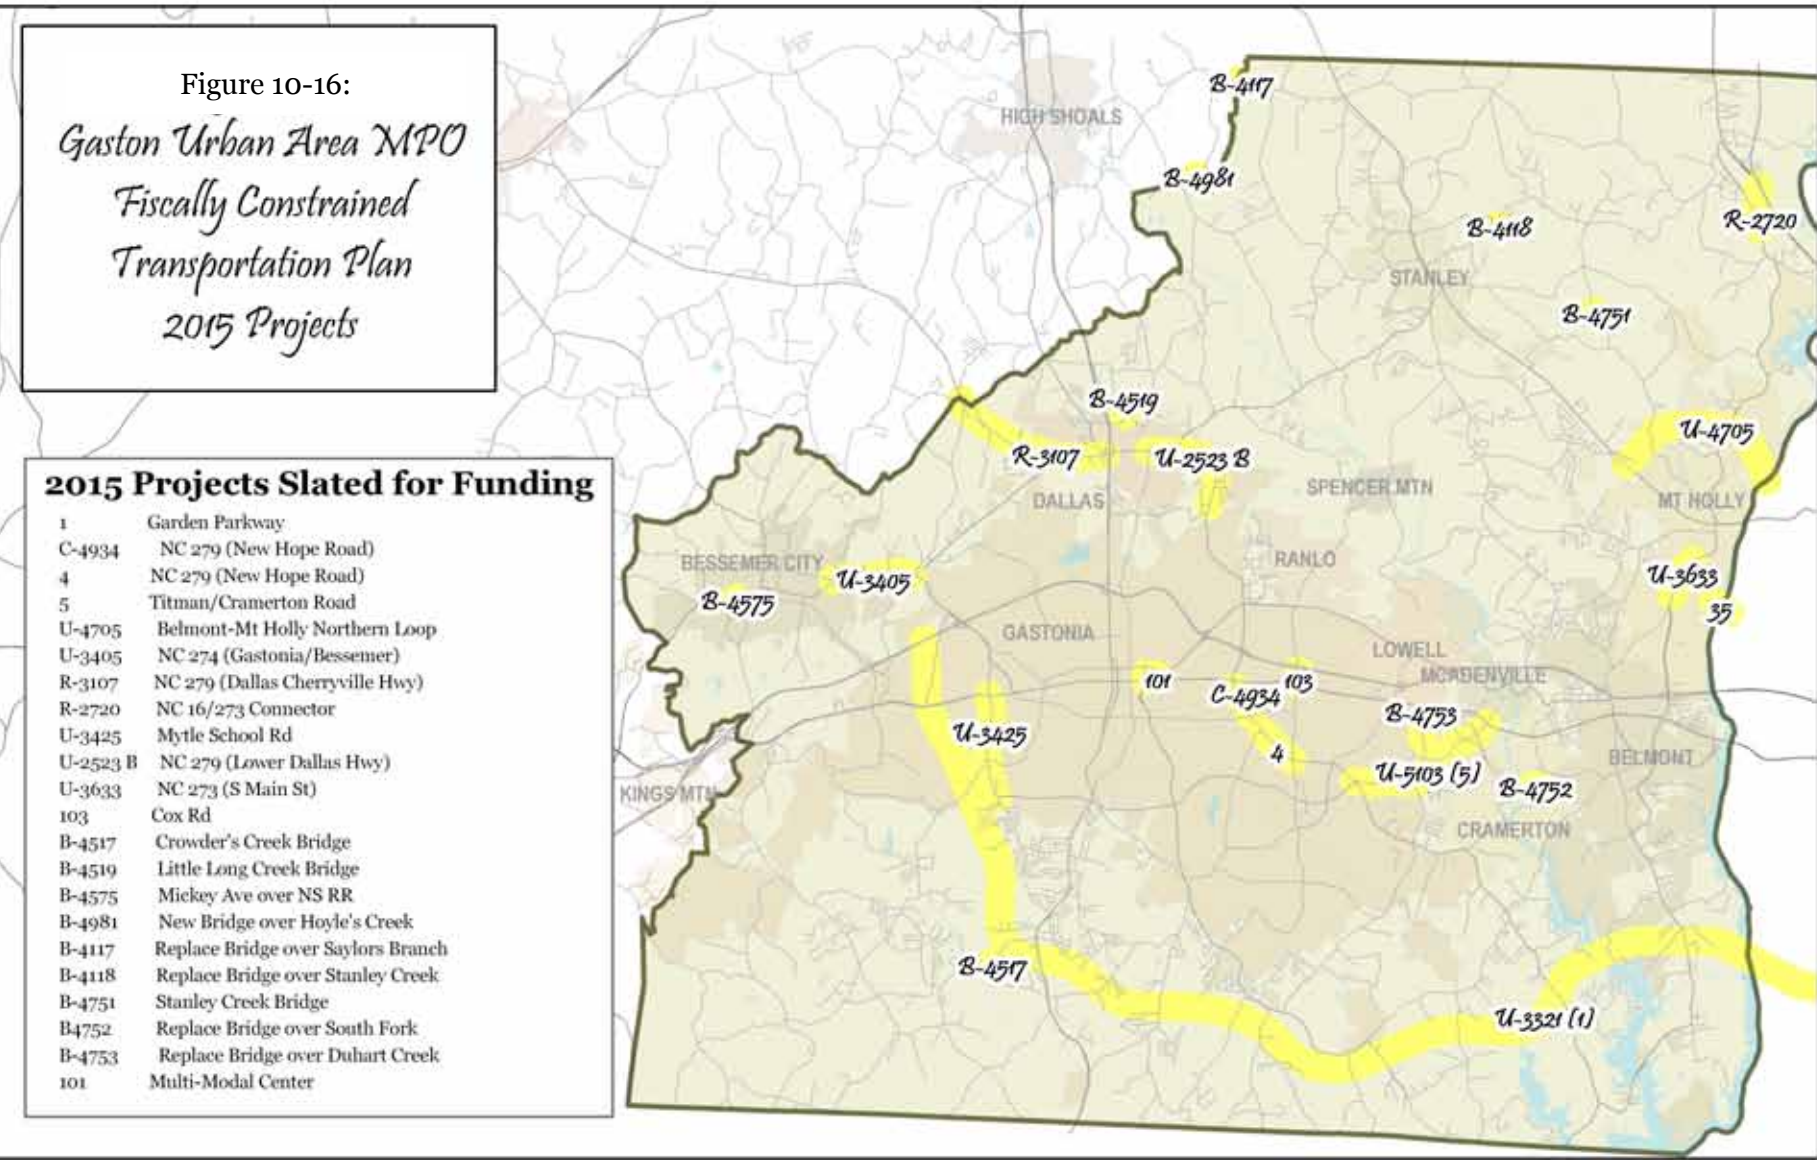 Figure 10-16:
Gaston Urban Area MPO
Fiscally Constrained
Transportation Plan
2015 Projects
2015 Projects Slated for Funding
1 Garden Parkway
C-4934 NC 279 (New Hope Road)
4 NC 279 (New Hope Road)
5 Titman/Cramerton Road
U-4705 Belmont-Mt Holly Northern Loop
U-3405 NC 274 (Gastonia/Bessemer)
R-3107 NC 279 (Dallas Cherryville Hwy)
R-2720 NC 16/273 Connector
U-3425 Mytle School Rd
U-2523 B NC 279 (Lower Dallas Hwy)
U-3633 NC 273 (S Main St)
103 Cox Rd
B-4517 Crowder's Creek Bridge
B-4519 Little Long Creek Bridge
B-4575 Mickey Ave over NS RR
B-4981 New Bridge over Hoyle's Creek
B-4117 Replace Bridge over Saylors Branch
B-4118 Replace Bridge over Stanley Creek
B-4751 Stanley Creek Bridge
B4752 Replace Bridge over South Fork
B-4753 Replace Bridge over Duhart Creek
101 Multi-Modal Center
B-4117
HIGH SHOALS
B-4981
R-2720
B-4118
STANLEY
B-4751
B-4519
U-4705
R-3107
U-2523 B
DALLAS
SPENCER MTN
MT HOLLY
BESSEMER CITY
U-3405
B-4575
RANLO
U-3633
35
GASTONIA
LOWELL
MCADENVILLE
101
C-4934
103
B-4753
U-3425
4
U-5103 (5)
B-4752
BELMONT
KINGS MTN
CRAMERTON
B-4517
U-3321 (1)